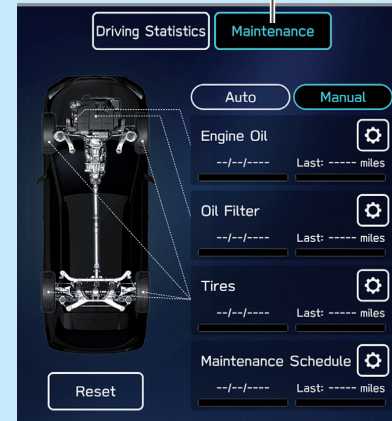 Driving Statistics Maintenance
Auto Manual
Engine Oil
--/--/---- Last: ----- miles
Oil Filter
--/--/---- Last: ----- miles
Tires
--/--/---- Last: ----- miles
Maintenance Schedule
--/--/---- Last: ----- miles
Reset